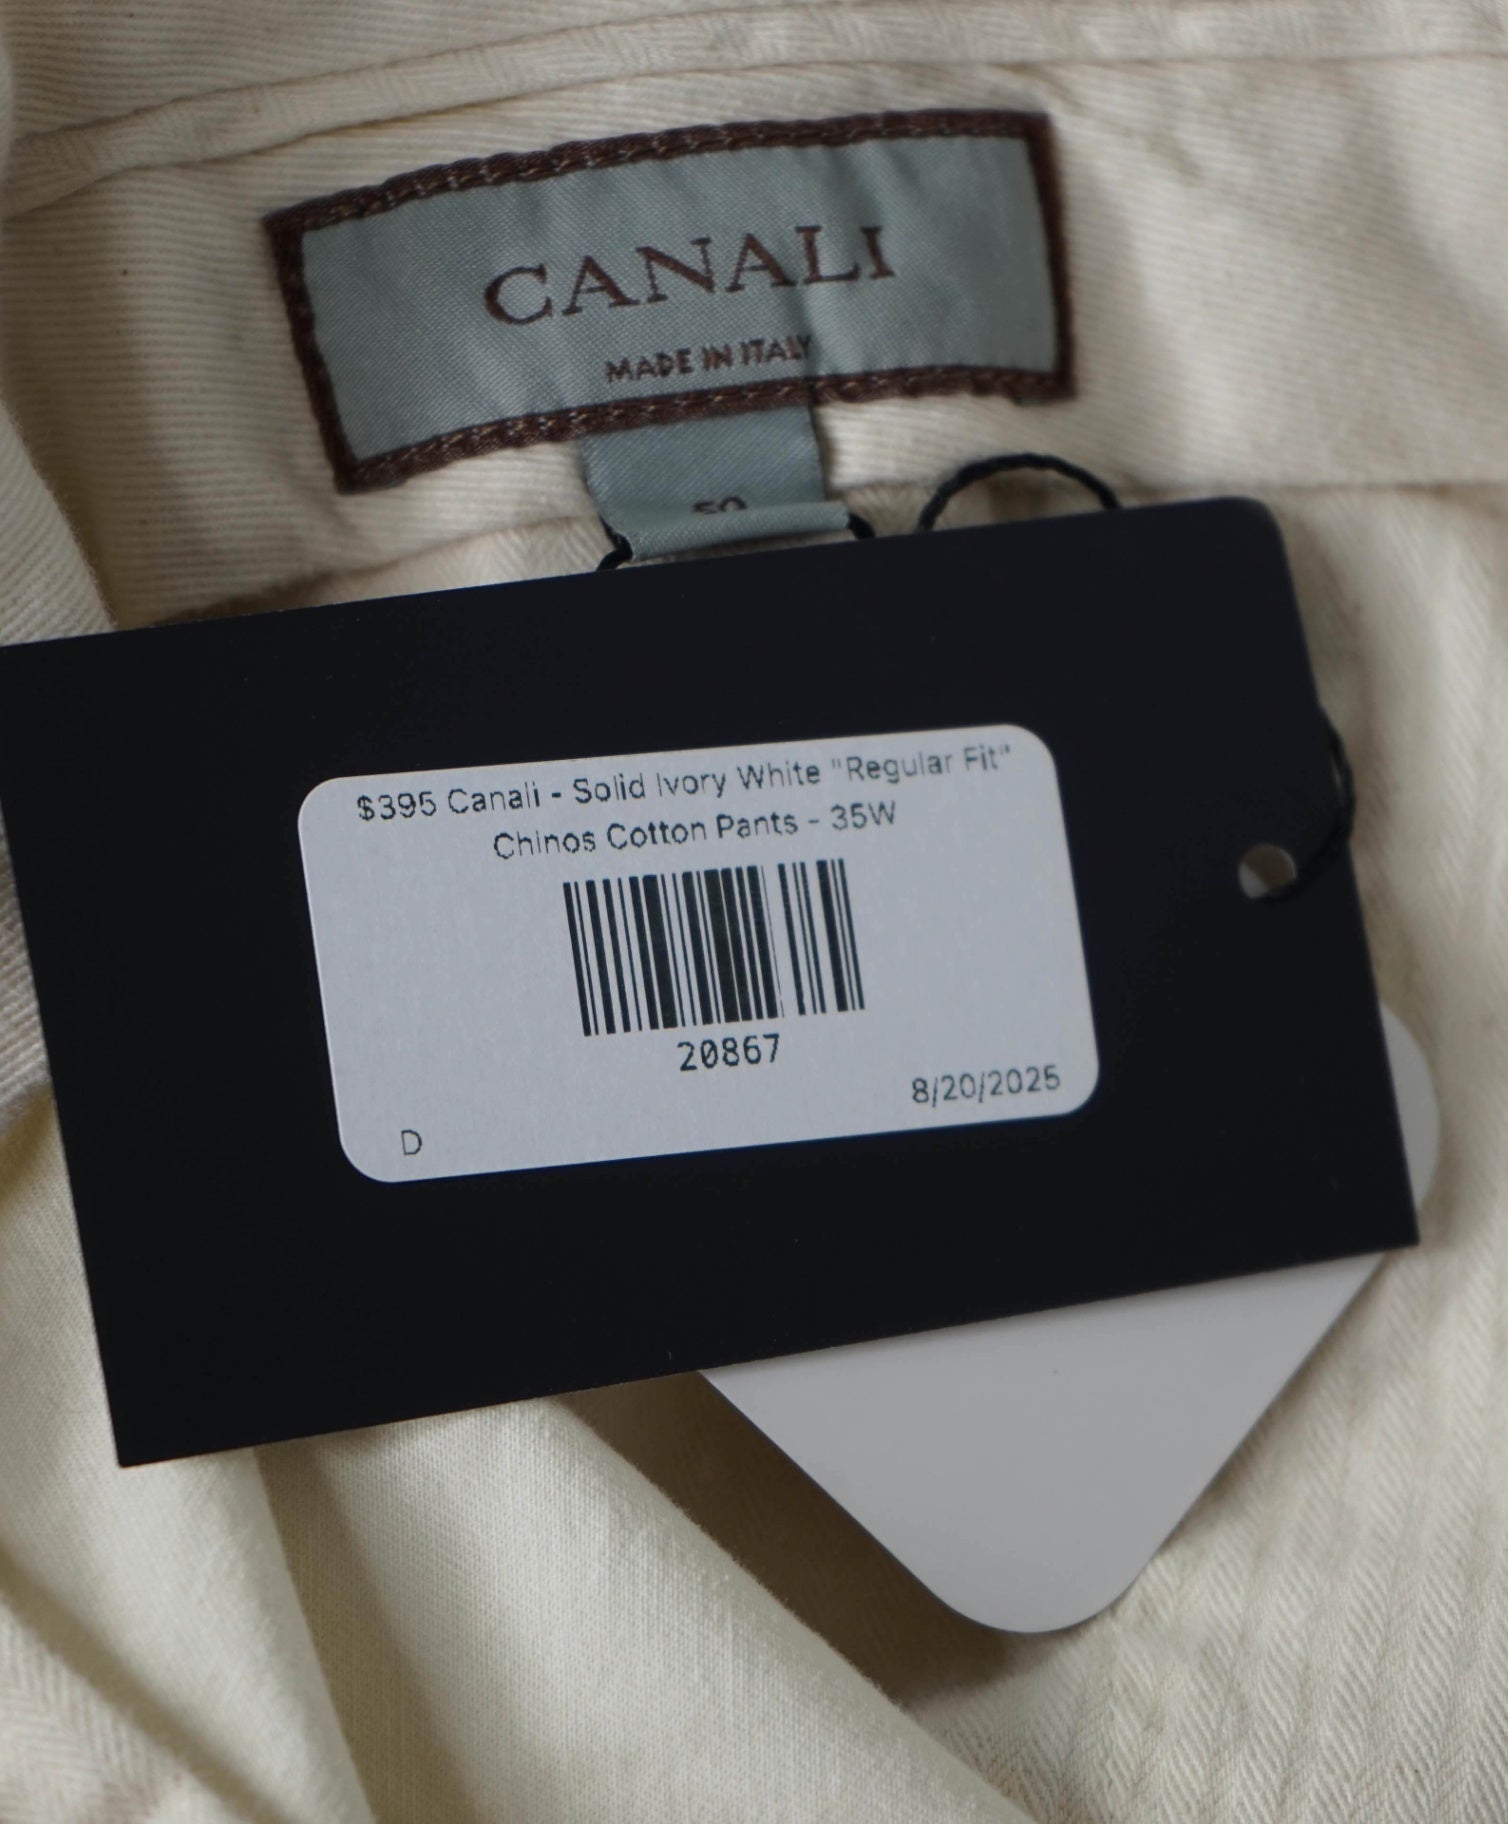 CANALI
MADE IN ITALY
50
$395 Canali - Solid Ivory White "Regular Fit"
Chinos Cotton Pants - 35W
20867
8/20/2025
D